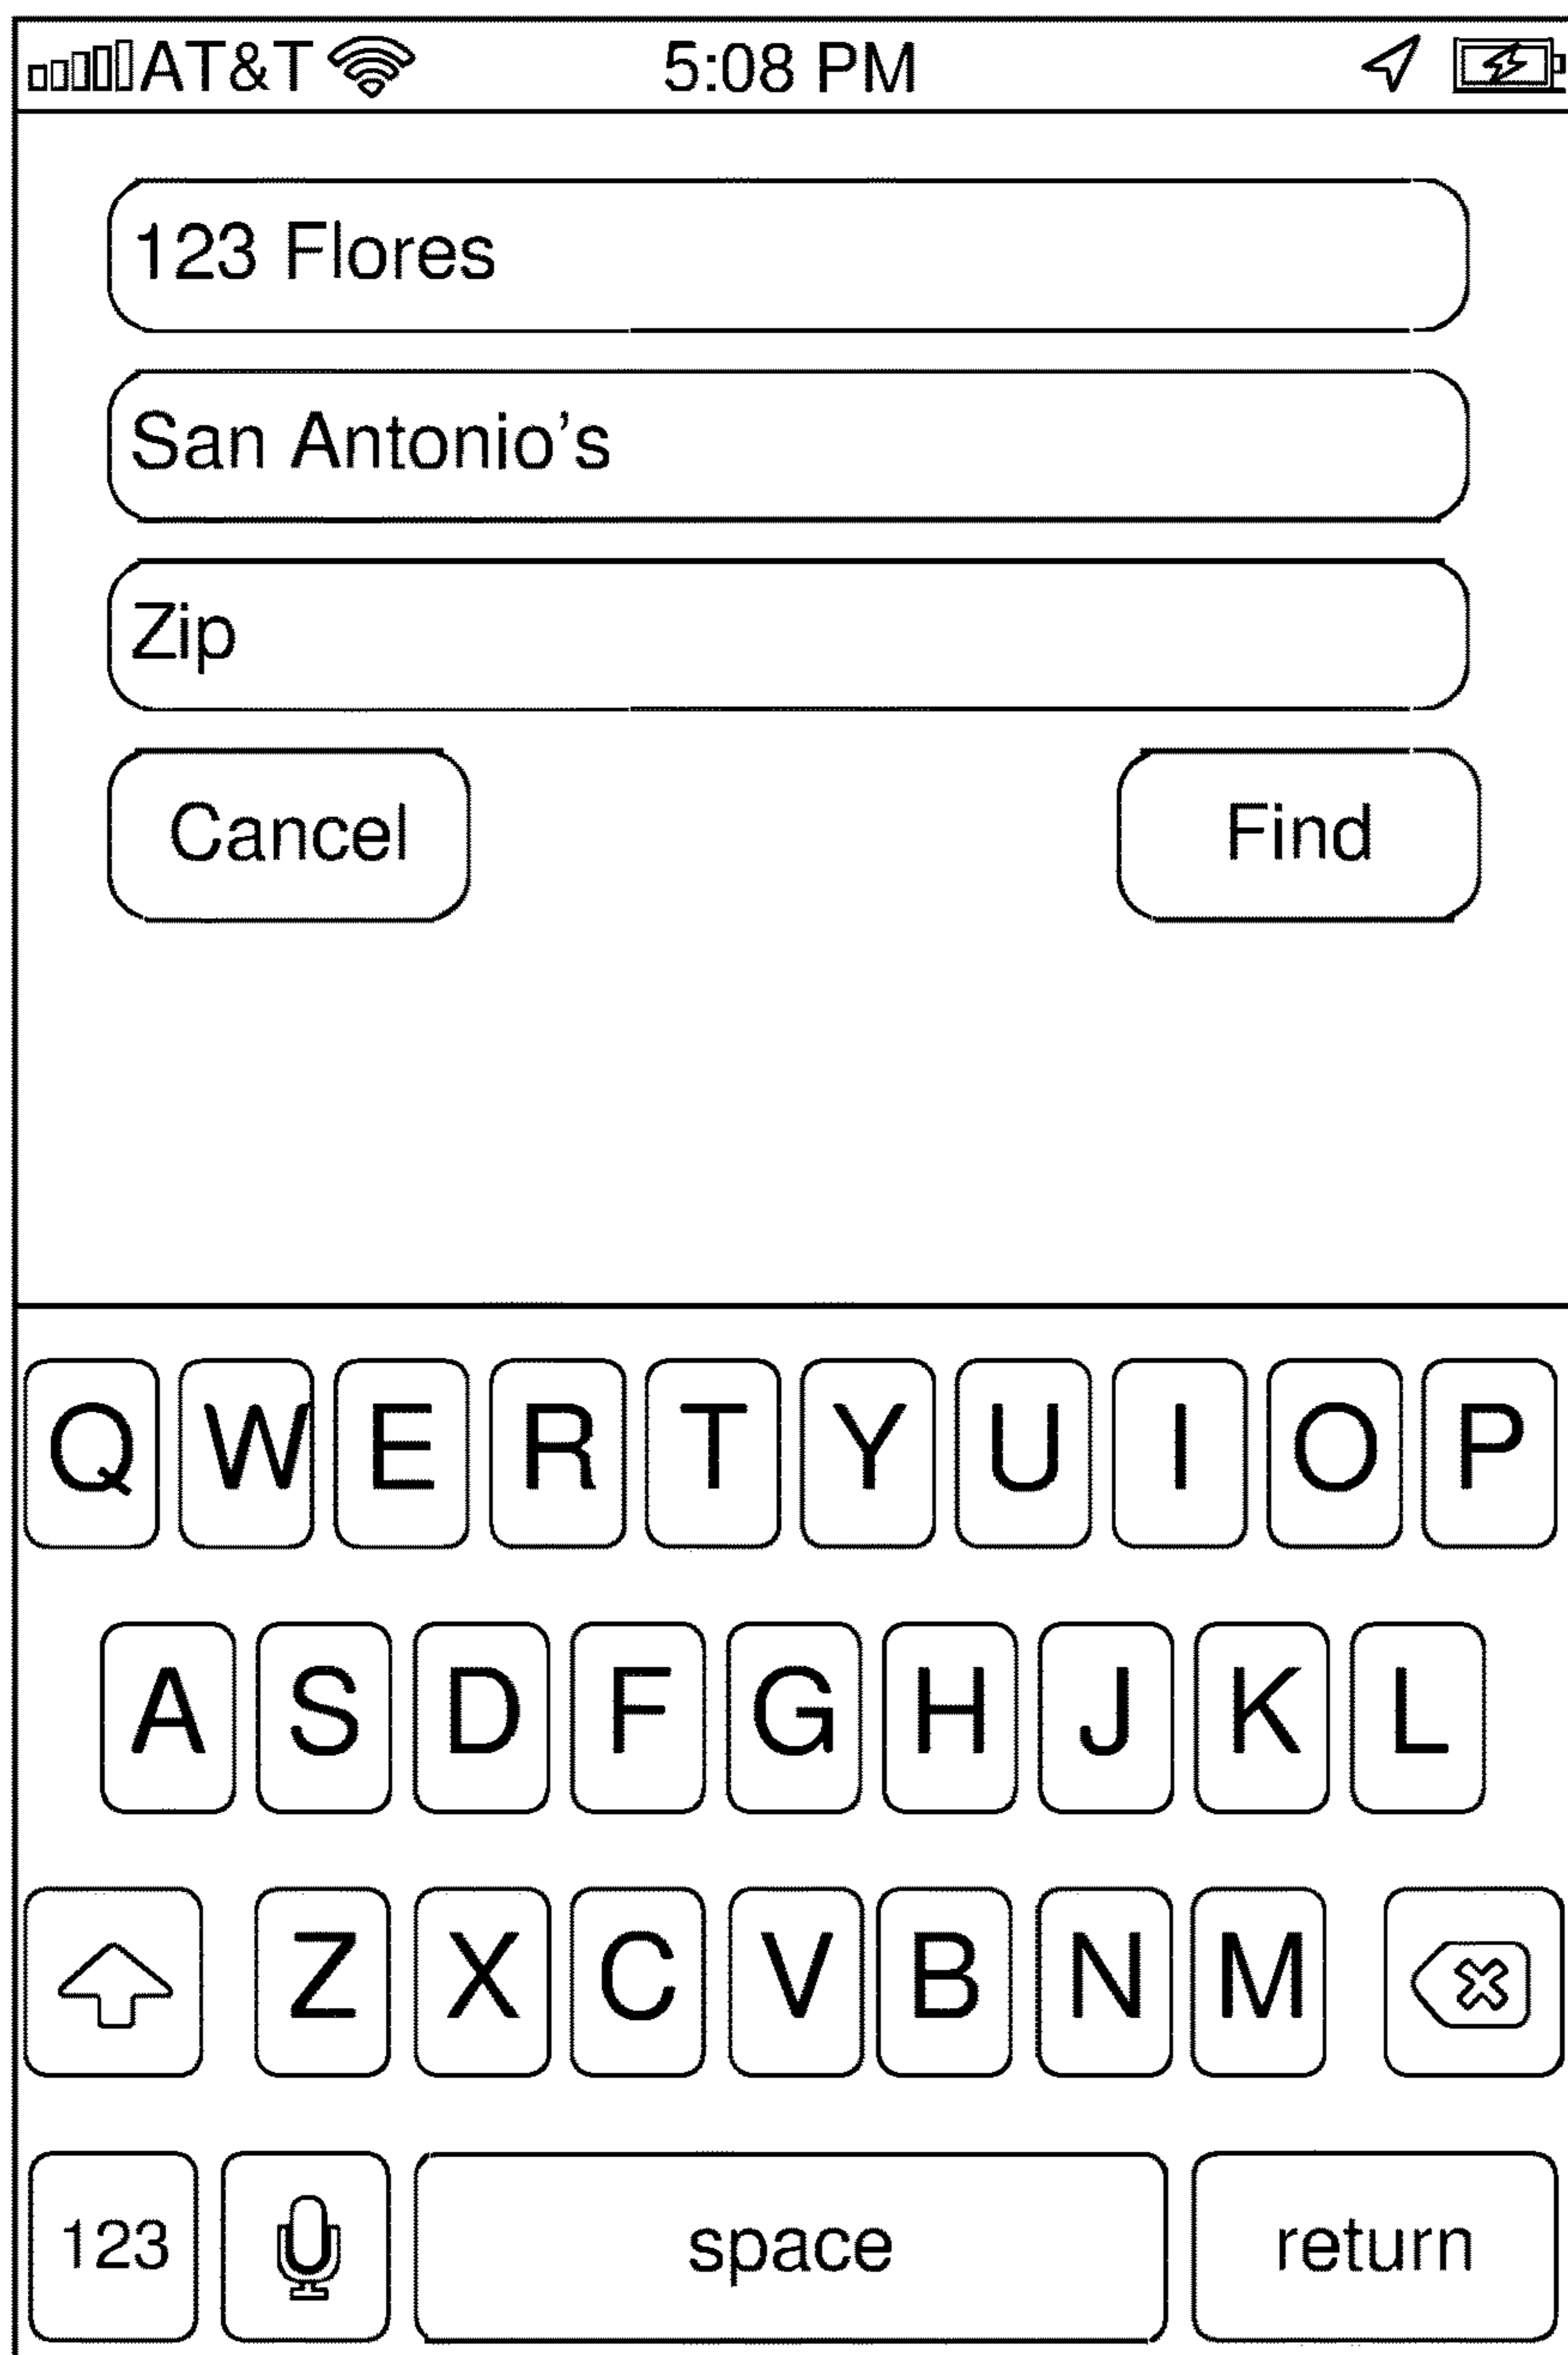 AT&T 5:08 PM
123 Flores
San Antonio's
Zip
Cancel Find
Q W E R T Y U I O P
A S D F G H J K L
Z X C V B N M
123 space return